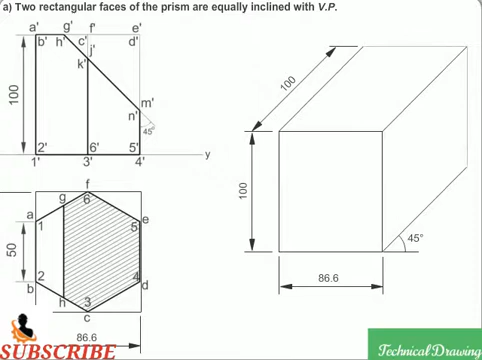 a) Two rectangular faces of the prism are equally inclined with V.P.
a' g' f' e'
b' h' c' d'
j'
k'
100
m'
n'
45°
2' 6' 5'
1' 3' 4' y
f
g 6
a e
1 5
50
2 4
b d
h 3
c
86.6
100
100
45°
86.6
SUBSCRIBE
Technical Drawing